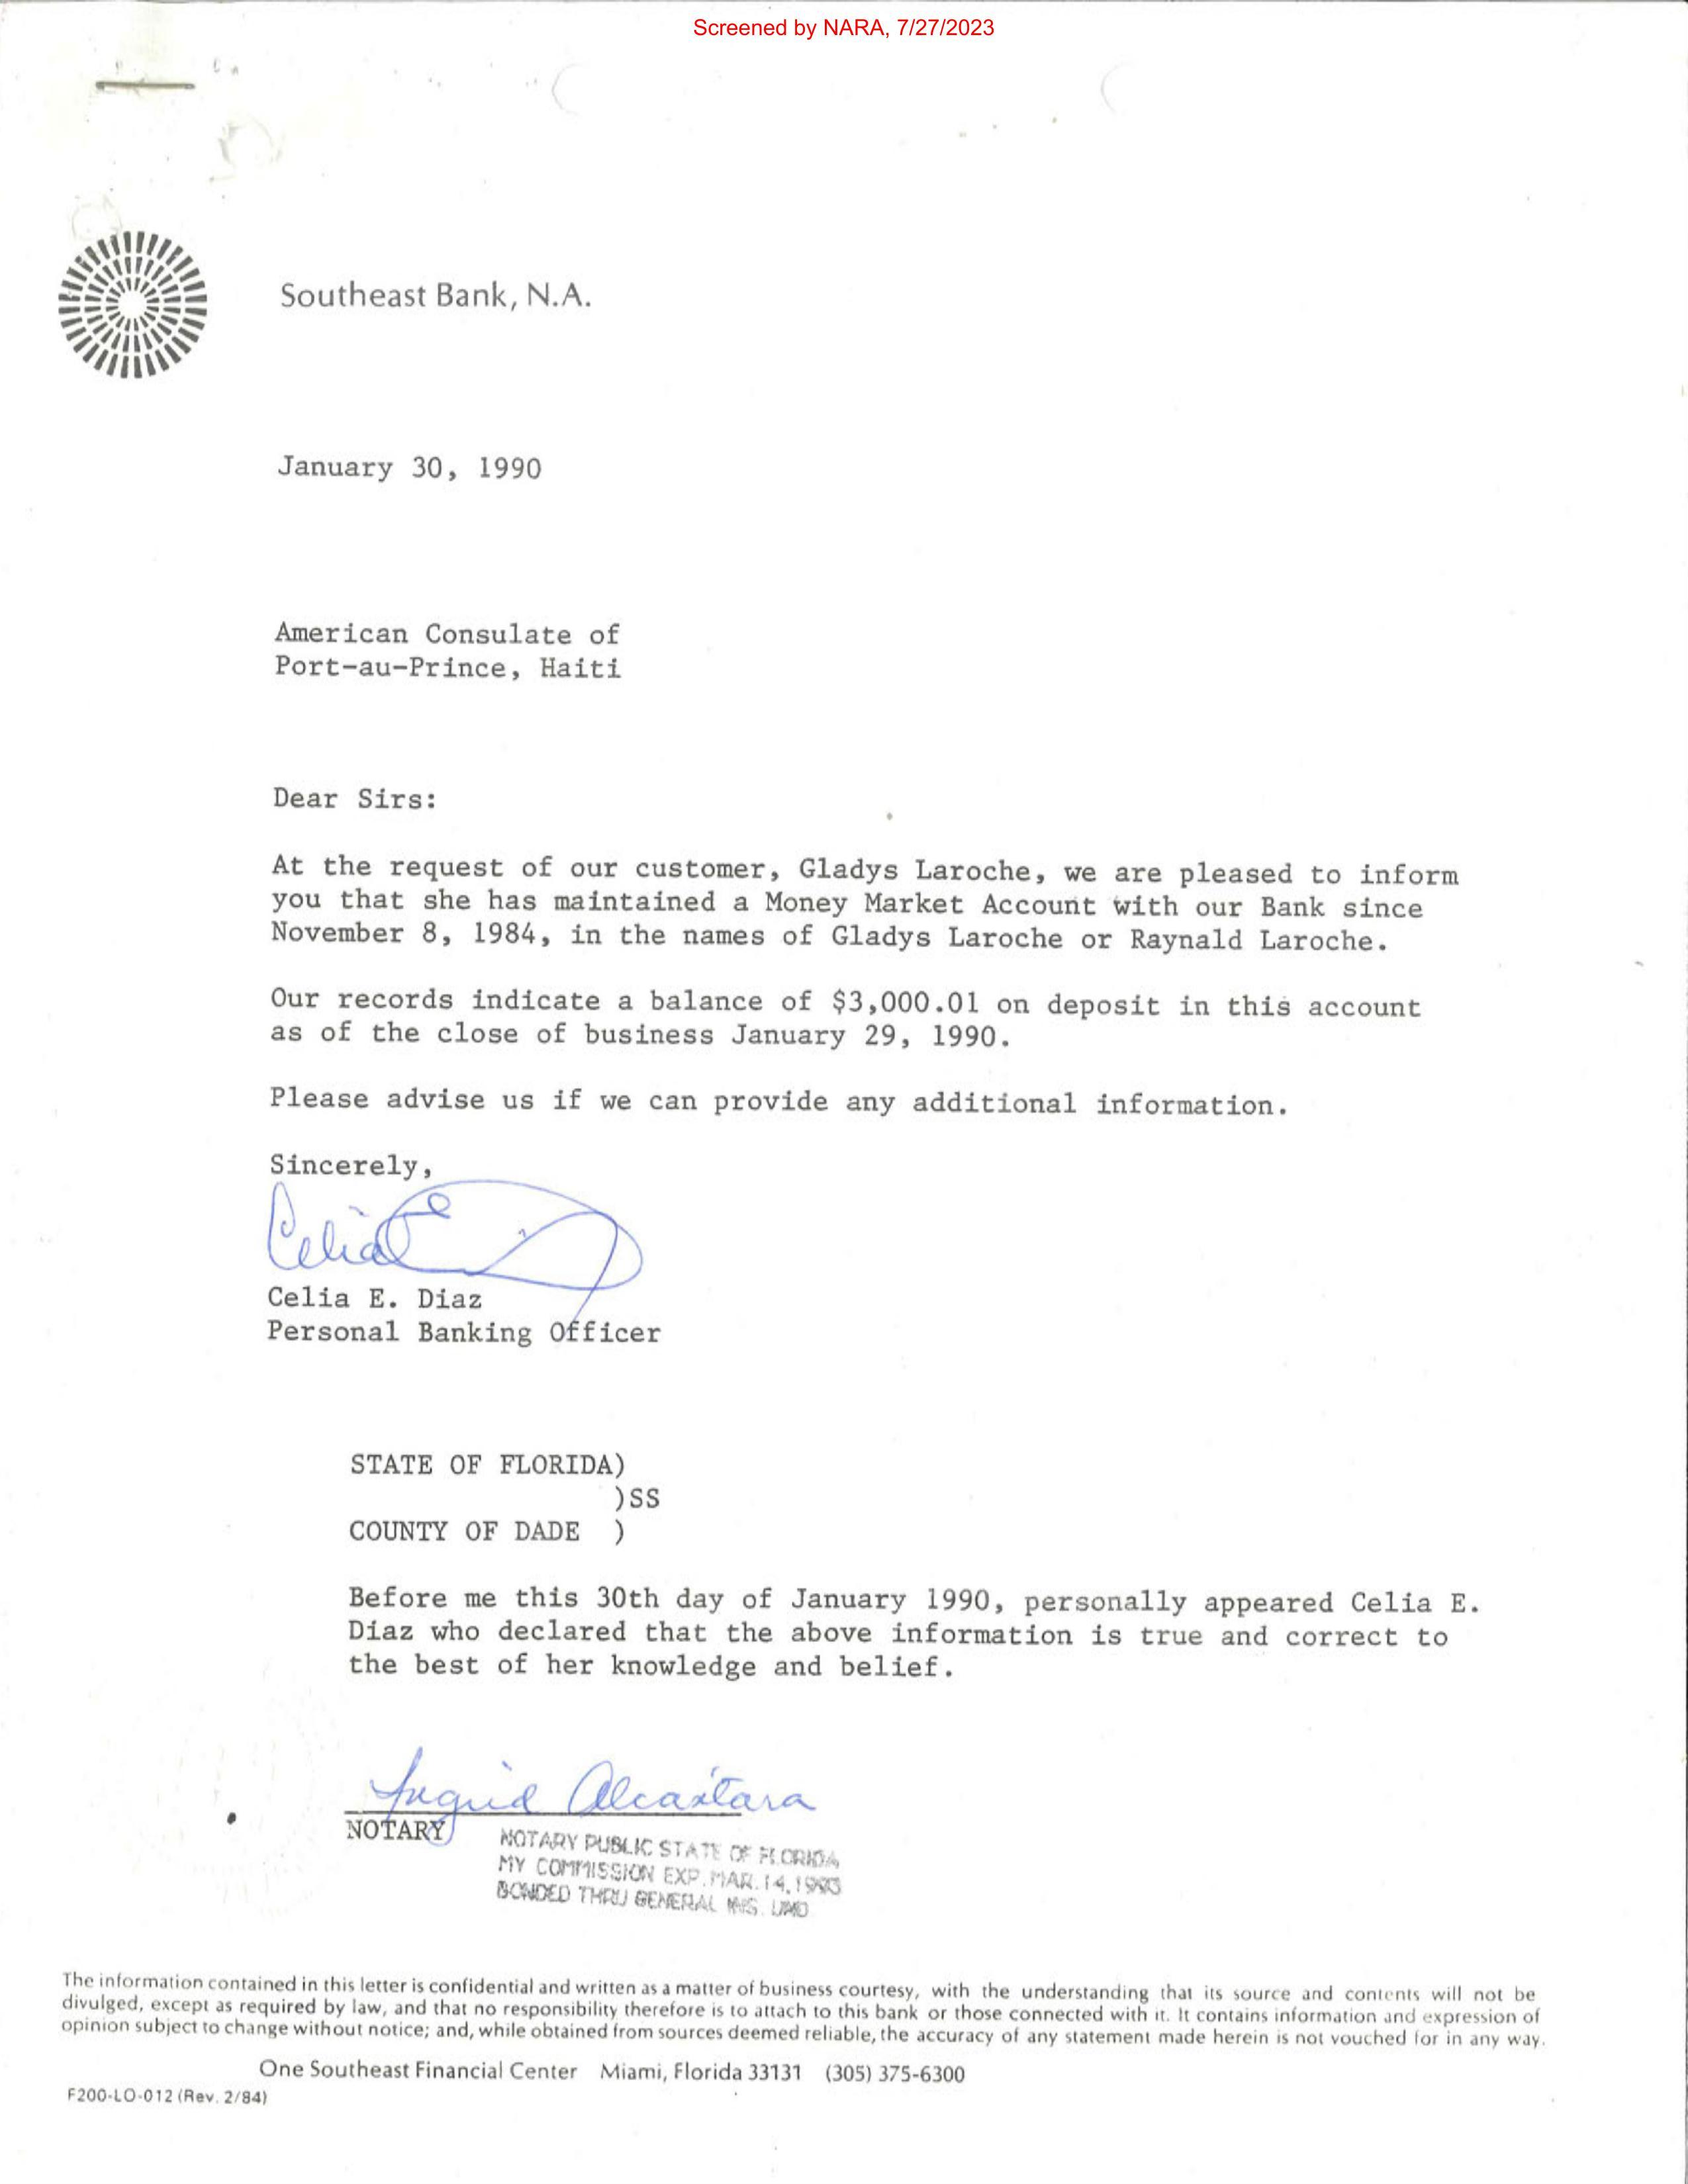 Screened by NARA, 7/27/2023
Southeast Bank, N.A.
January 30, 1990
American Consulate of
Port-au-Prince, Haiti
Dear Sirs:
At the request of our customer, Gladys Laroche, we are pleased to inform
you that she has maintained a Money Market Account with our Bank since
November 8, 1984, in the names of Gladys Laroche or Raynald Laroche.
Our records indicate a balance of $3,000.01 on deposit in this account
as of the close of business January 29, 1990.
Please advise us if we can provide any additional information.
Sincerely,
Celia E. Diaz
Personal Banking Officer
STATE OF FLORIDA)
)SS
COUNTY OF DADE )
Before me this 30th day of January 1990, personally appeared Celia E.
Diaz who declared that the above information is true and correct to
the best of her knowledge and belief.
Ingrid Alcantara
NOTARY
NOTARY PUBLIC STATE OF FLORIDA
MY COMMISSION EXP. MAR. 14, 1993
BONDED THRU GENERAL INS. UND
The information contained in this letter is confidential and written as a matter of business courtesy, with the understanding that its source and contents will not be
divulged, except as required by law, and that no responsibility therefore is to attach to this bank or those connected with it. It contains information and expression of
opinion subject to change without notice; and, while obtained from sources deemed reliable, the accuracy of any statement made herein is not vouched for in any way.
One Southeast Financial Center Miami, Florida 33131 (305) 375-6300
F200-LO-012 (Rev. 2/84)